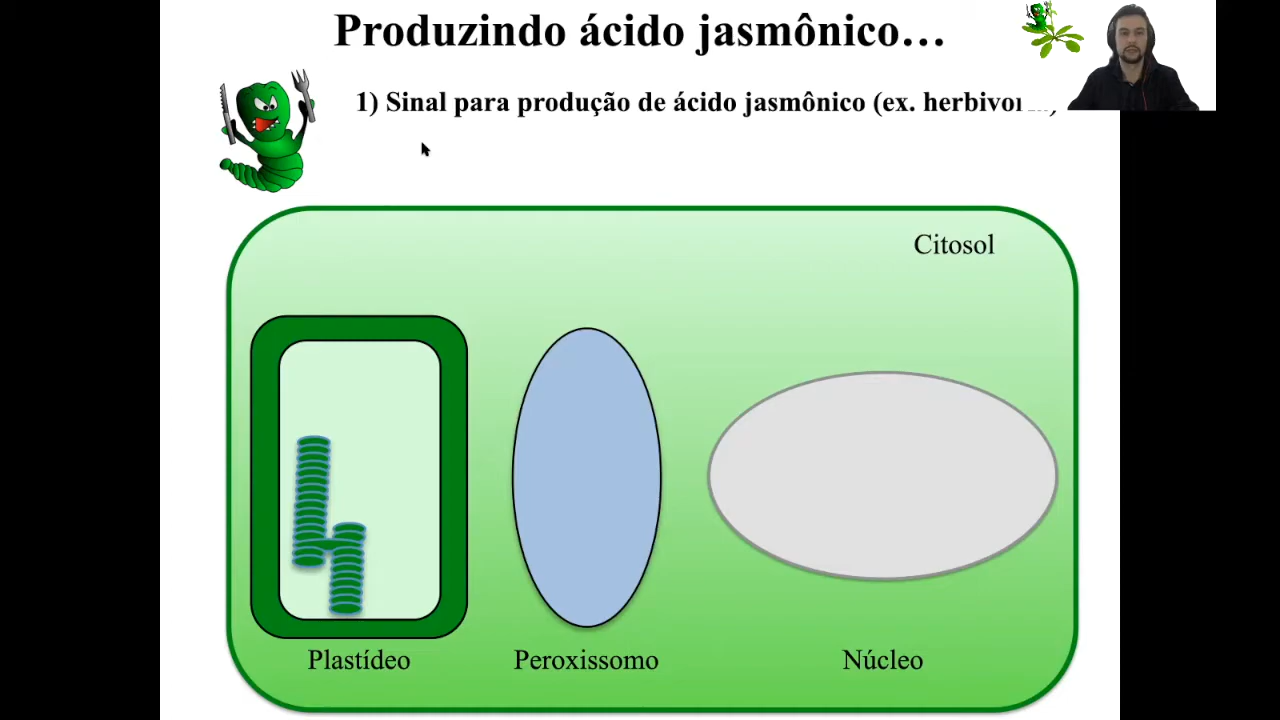 Produzindo ácido jasmônico...
1) Sinal para produção de ácido jasmônico (ex.
Citosol
Plastídeo
Peroxissomo
Núcleo